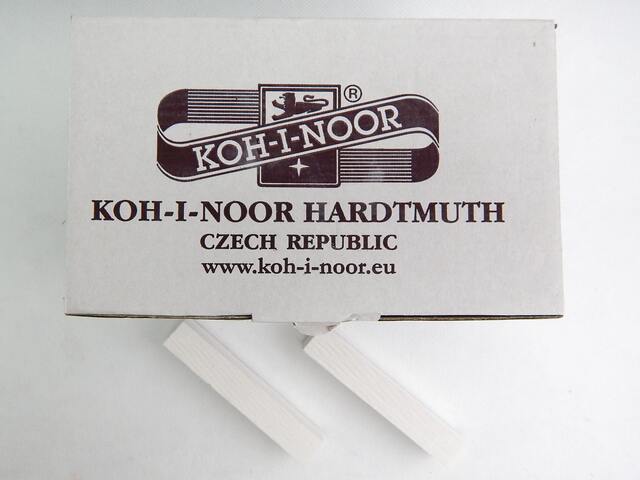 ®
KOH-I-NOOR
KOH-I-NOOR HARDTMUTH
CZECH REPUBLIC
www.koh-i-noor.eu